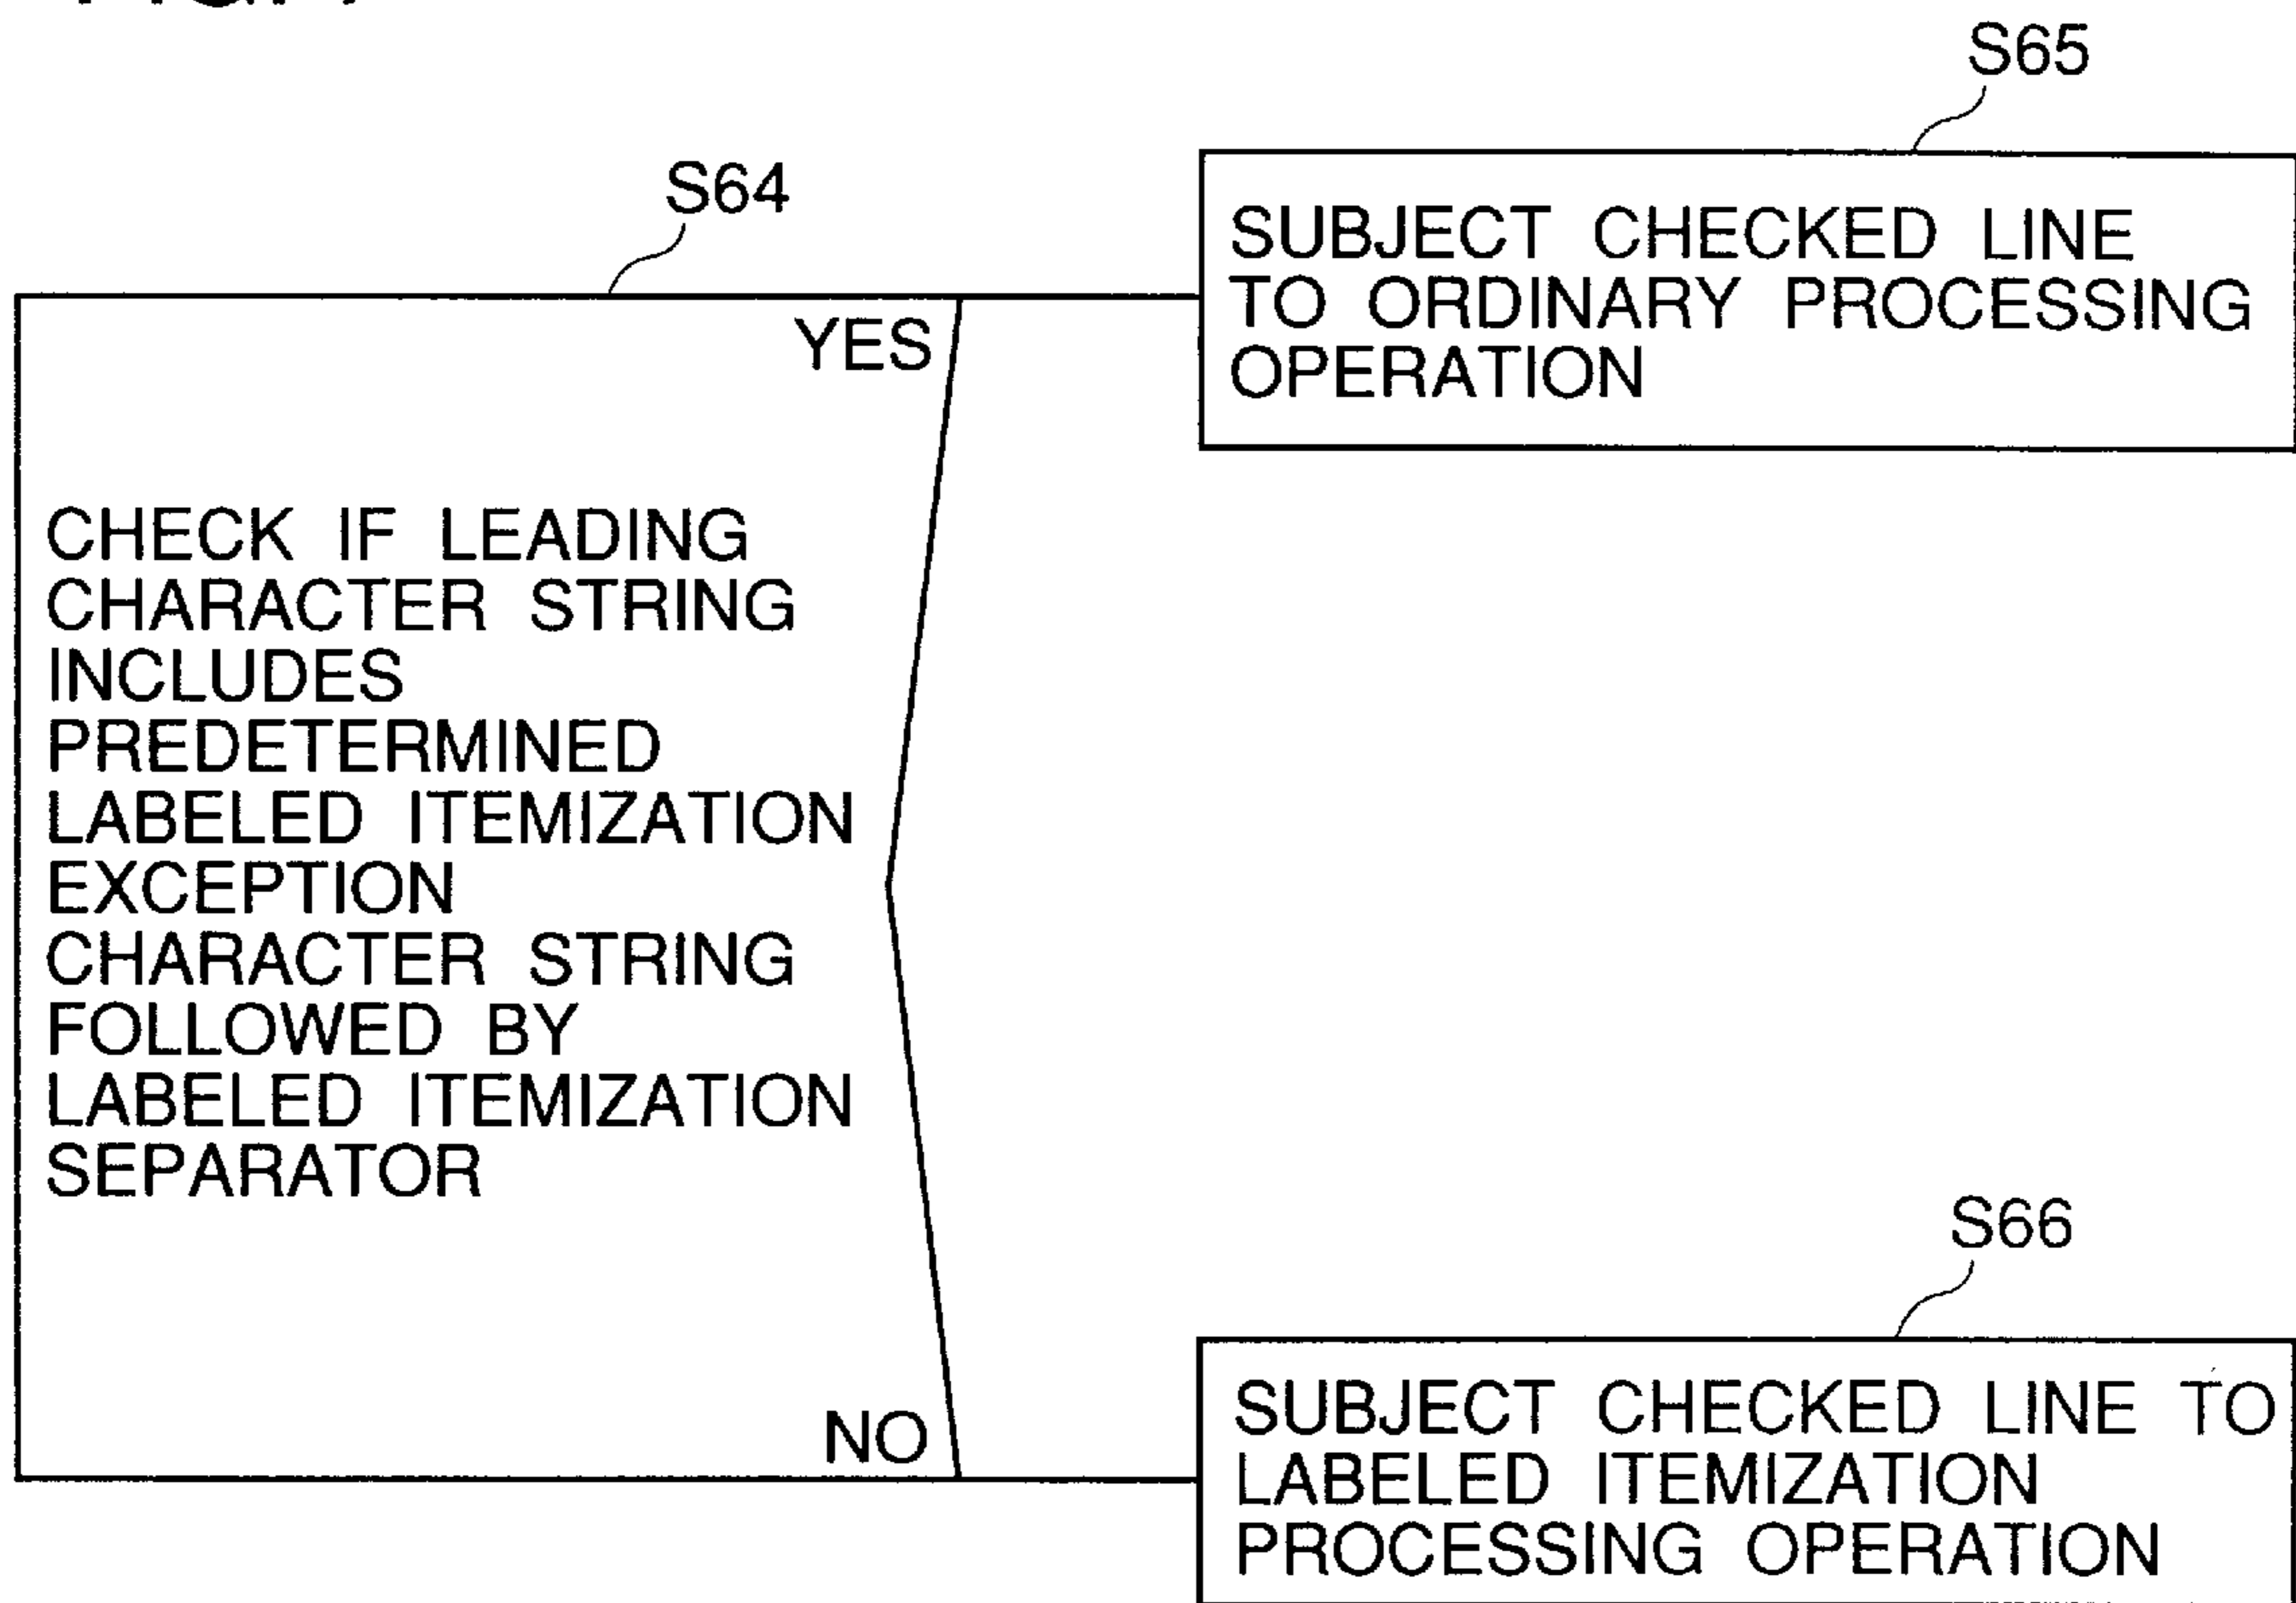 S65
S64
SUBJECT CHECKED LINE
TO ORDINARY PROCESSING
OPERATION
YES
CHECK IF LEADING
CHARACTER STRING
INCLUDES
PREDETERMINED
LABELED ITEMIZATION
EXCEPTION
CHARACTER STRING
FOLLOWED BY
LABELED ITEMIZATION
SEPARATOR
S66
NO
SUBJECT CHECKED LINE TO
LABELED ITEMIZATION
PROCESSING OPERATION